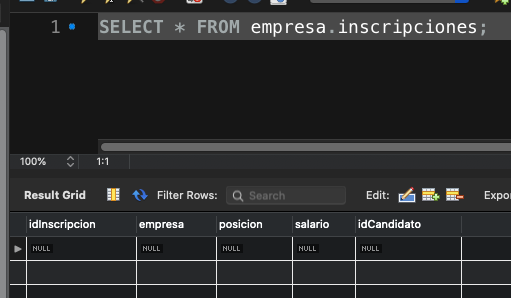 1 SELECT * FROM empresa.inscripciones;
100% 1:1
Result Grid Filter Rows: Search Edit: Expor
idInscripcion empresa posicion salario idCandidato
NULL NULL NULL NULL NULL